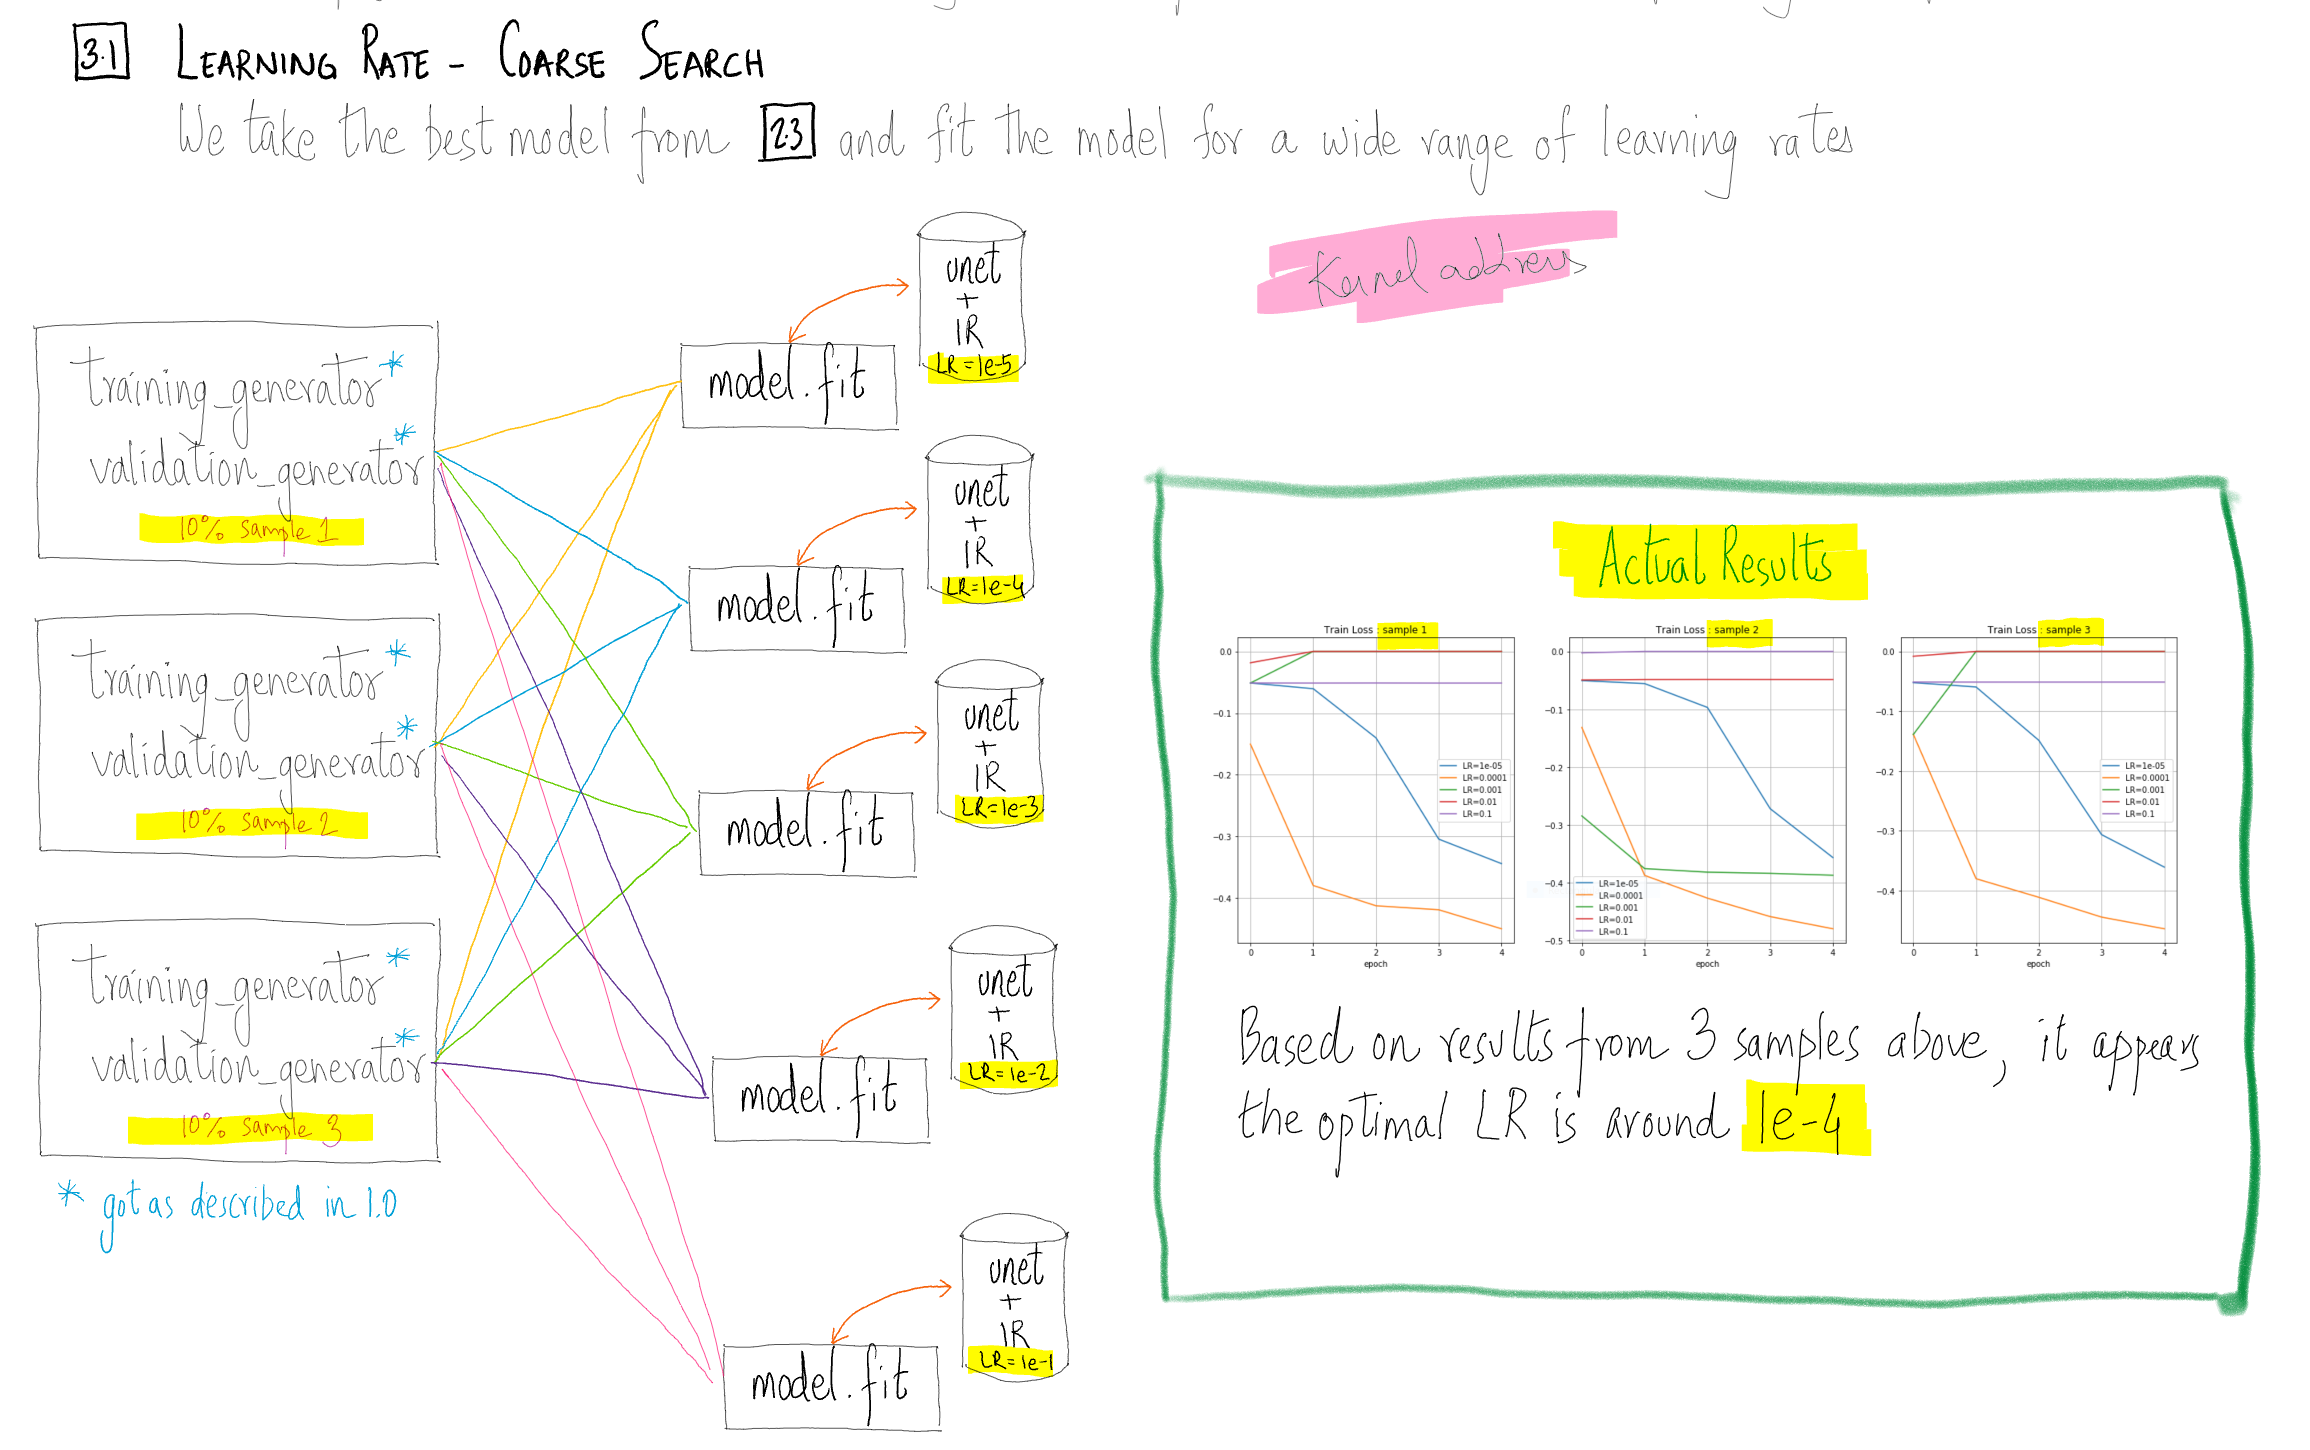 3.1 LEARNING RATE - COARSE SEARCH
We take the best model from 2.3 and fit the model for a wide range of learning rates
Kernel address
training_generator*
validation_generator*
10% sample 1
training_generator*
validation_generator*
10% sample 2
training_generator*
validation_generator*
10% sample 3
* got as described in 1.0
model.fit
unet
+
IR
LR=1e-5
model.fit
unet
+
IR
LR=1e-4
model.fit
unet
+
IR
LR=1e-3
model.fit
unet
+
IR
LR=1e-2
model.fit
unet
+
IR
LR=1e-1
Actual Results
Train Loss : sample 1
0.0
−0.1
−0.2
−0.3
−0.4
LR=1e-05
LR=0.0001
LR=0.001
LR=0.01
LR=0.1
0 1 2 3 4
epoch
Train Loss : sample 2
0.0
−0.1
−0.2
−0.3
−0.4
−0.5
LR=1e-05
LR=0.0001
LR=0.001
LR=0.01
LR=0.1
0 1 2 3 4
epoch
Train Loss : sample 3
0.0
−0.1
−0.2
−0.3
−0.4
LR=1e-05
LR=0.0001
LR=0.001
LR=0.01
LR=0.1
0 1 2 3 4
epoch
Based on results from 3 samples above, it appears
the optimal LR is around 1e-4